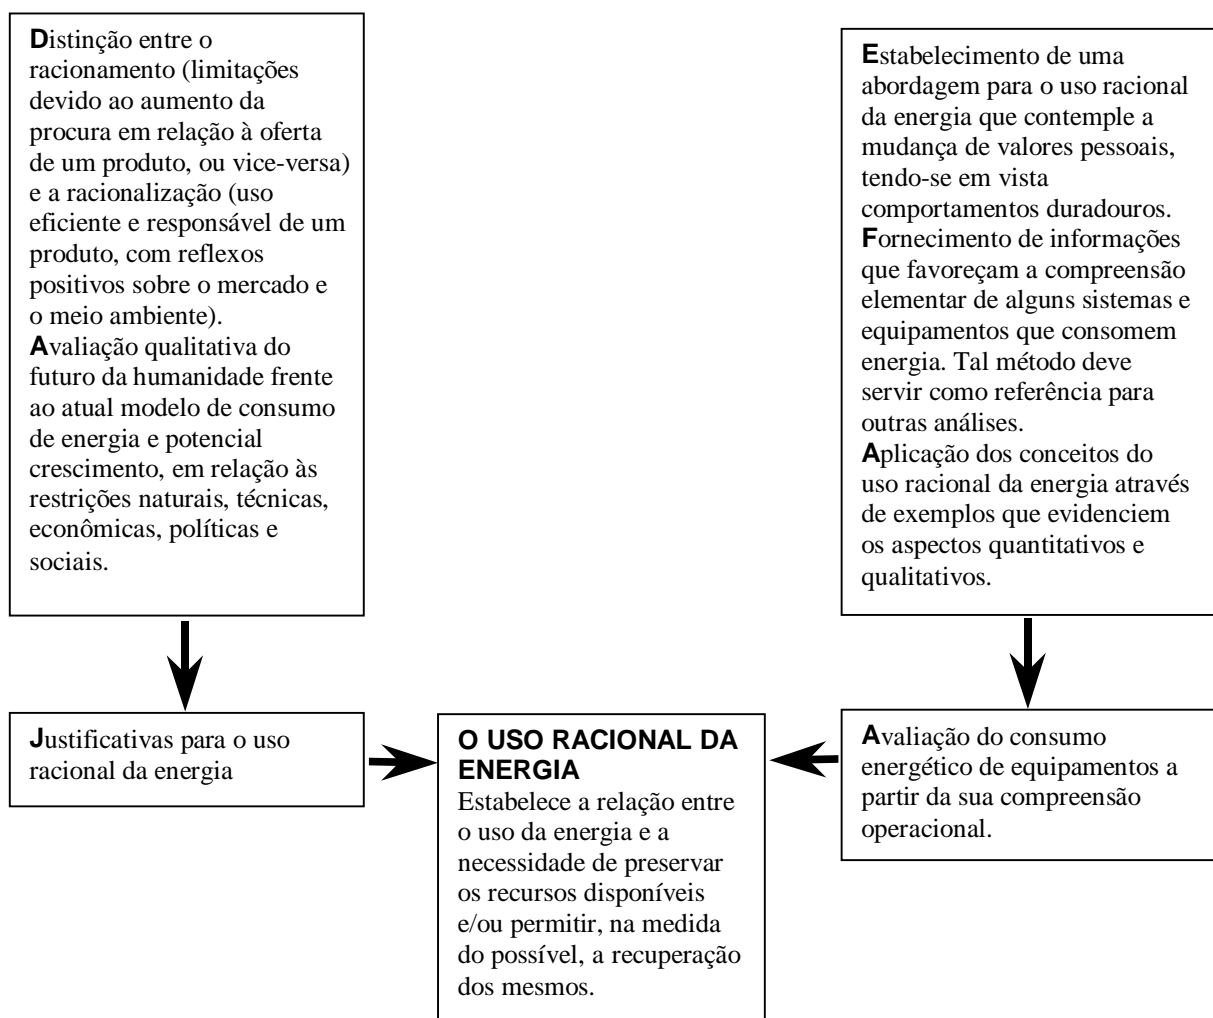 Distinção entre o
racionamento (limitações
devido ao aumento da
procura em relação à oferta
de um produto, ou vice-versa)
e a racionalização (uso
eficiente e responsável de um
produto, com reflexos
positivos sobre o mercado e
o meio ambiente).
Avaliação qualitativa do
futuro da humanidade frente
ao atual modelo de consumo
de energia e potencial
crescimento, em relação às
restrições naturais, técnicas,
econômicas, políticas e
sociais.
Estabelecimento de uma
abordagem para o uso racional
da energia que contemple a
mudança de valores pessoais,
tendo-se em vista
comportamentos duradouros.
Fornecimento de informações
que favoreçam a compreensão
elementar de alguns sistemas e
equipamentos que consomem
energia. Tal método deve
servir como referência para
outras análises.
Aplicação dos conceitos do
uso racional da energia através
de exemplos que evidenciem
os aspectos quantitativos e
qualitativos.
Justificativas para o uso
racional da energia
O USO RACIONAL DA
ENERGIA
Estabelece a relação entre
o uso da energia e a
necessidade de preservar
os recursos disponíveis
e/ou permitir, na medida
do possível, a recuperação
dos mesmos.
Avaliação do consumo
energético de equipamentos a
partir da sua compreensão
operacional.